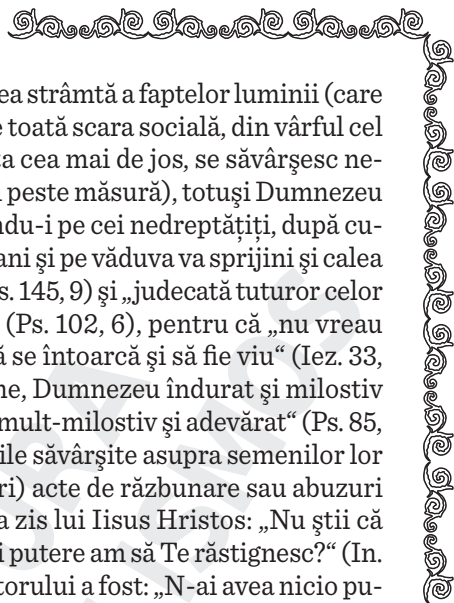 ea strâmtă a faptelor luminii (care
e toată scara socială, din vârful cel
a cea mai de jos, se săvârşesc ne-
peste măsură), totuşi Dumnezeu
ndu-i pe cei nedreptăţiţi, după cu-
ani şi pe văduva va sprijini şi calea
s. 145, 9) şi „judecată tuturor celor
(Ps. 102, 6), pentru că „nu vreau
ă se întoarcă şi să fie viu“ (Iez. 33,
ne, Dumnezeu îndurat şi milostiv
mult-milostiv şi adevărat“ (Ps. 85,
ile săvârşite asupra semenilor lor
ri) acte de răzbunare sau abuzuri
a zis lui Iisus Hristos: „Nu ştii că
i putere am să Te răstignesc?“ (In.
torului a fost: „N-ai avea nicio pu-
ORA
ISMOS